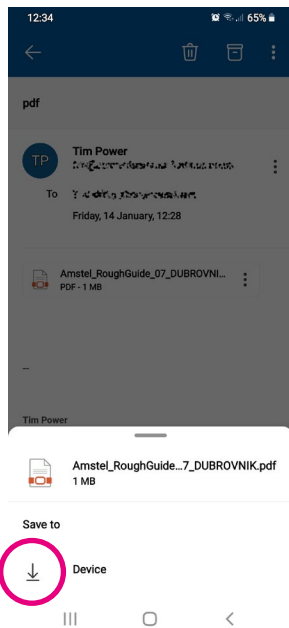 12:34
65%
pdf
TP
Tim Power
To
Friday, 14 January, 12:28
Amstel_RoughGuide_07_DUBROVNI...
PDF - 1 MB
--
Tim Power
Amstel_RoughGuide...7_DUBROVNIK.pdf
1 MB
Save to
Device